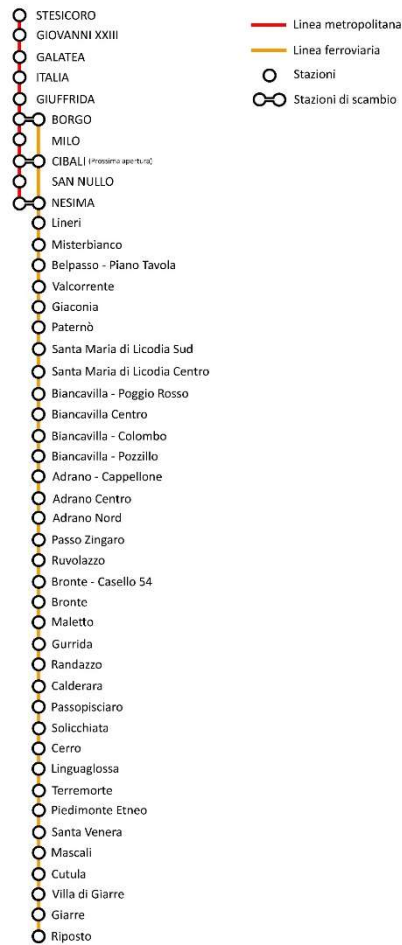 STESICORO
GIOVANNI XXIII
GALATEA
ITALIA
GIUFFRIDA
BORGO
MILO
CIBALI (Prossima apertura)
SAN NULLO
NESIMA
Lineri
Misterbianco
Belpasso - Piano Tavola
Valcorrente
Giaconia
Paternò
Santa Maria di Licodia Sud
Santa Maria di Licodia Centro
Biancavilla - Poggio Rosso
Biancavilla Centro
Biancavilla - Colombo
Biancavilla - Pozzillo
Adrano - Cappellone
Adrano Centro
Adrano Nord
Passo Zingaro
Ruvolazzo
Bronte - Casello 54
Bronte
Maletto
Gurrida
Randazzo
Calderara
Passopisciaro
Solicchiata
Cerro
Linguaglossa
Terremorte
Piedimonte Etneo
Santa Venera
Mascali
Cutula
Villa di Giarre
Giarre
Riposto
Linea metropolitana
Linea ferroviaria
Stazioni
Stazioni di scambio